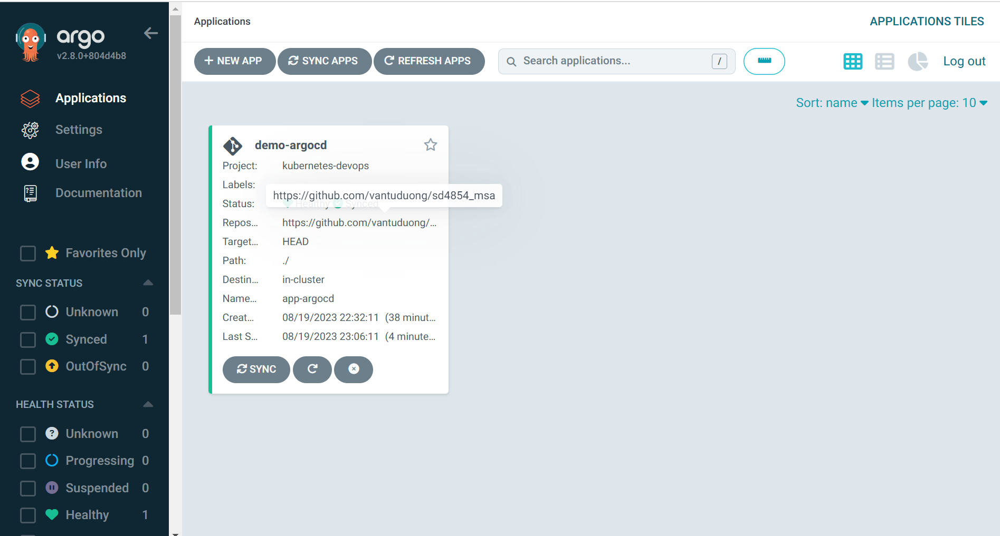 argo
v2.8.0+804d4b8
Applications
Settings
User Info
Documentation
Favorites Only
SYNC STATUS
Unknown 0
Synced 1
OutOfSync 0
HEALTH STATUS
Unknown 0
Progressing 0
Suspended 0
Healthy 1
Applications
APPLICATIONS TILES
+ NEW APP
SYNC APPS
REFRESH APPS
Search applications...
/
Log out
Sort: name Items per page: 10
demo-argocd
Project: kubernetes-devops
Labels:
https://github.com/vantuduong/sd4854_msa
Status: Healthy Synced
Repos... https://github.com/vantuduong/...
Target... HEAD
Path: ./
Destin... in-cluster
Name... app-argocd
Creat... 08/19/2023 22:32:11 (38 minut...
Last S... 08/19/2023 23:06:11 (4 minute...
SYNC